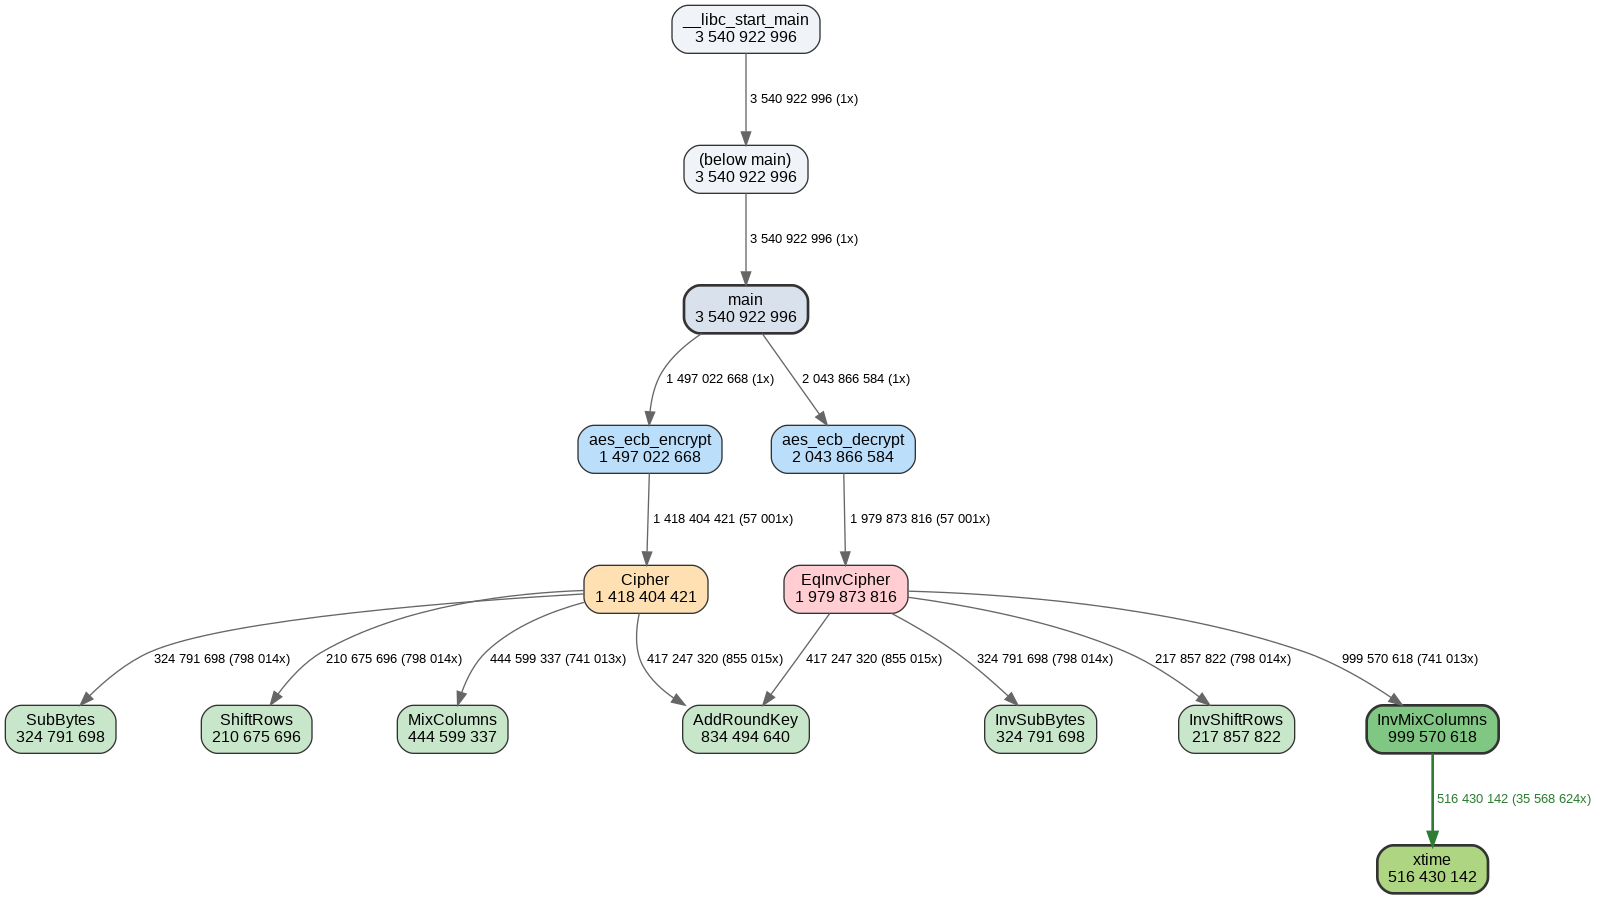 __libc_start_main
3 540 922 996
3 540 922 996 (1x)
(below main)
3 540 922 996
3 540 922 996 (1x)
main
3 540 922 996
1 497 022 668 (1x)
2 043 866 584 (1x)
aes_ecb_encrypt
1 497 022 668
aes_ecb_decrypt
2 043 866 584
1 418 404 421 (57 001x)
1 979 873 816 (57 001x)
Cipher
1 418 404 421
EqInvCipher
1 979 873 816
324 791 698 (798 014x)
210 675 696 (798 014x)
444 599 337 (741 013x)
417 247 320 (855 015x)
417 247 320 (855 015x)
324 791 698 (798 014x)
217 857 822 (798 014x)
999 570 618 (741 013x)
SubBytes
324 791 698
ShiftRows
210 675 696
MixColumns
444 599 337
AddRoundKey
834 494 640
InvSubBytes
324 791 698
InvShiftRows
217 857 822
InvMixColumns
999 570 618
516 430 142 (35 568 624x)
xtime
516 430 142